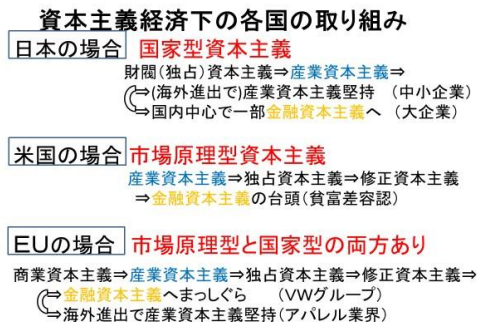 資本主義経済下の各国の取り組み
日本の場合 国家型資本主義
財閥(独占)資本主義⇒産業資本主義⇒
⇒(海外進出で)産業資本主義堅持 (中小企業)
⇒国内中心で一部金融資本主義へ (大企業)
米国の場合 市場原理型資本主義
産業資本主義⇒独占資本主義⇒修正資本主義
⇒金融資本主義の台頭(貧富差容認)
EUの場合 市場原理型と国家型の両方あり
商業資本主義⇒産業資本主義⇒独占資本主義⇒修正資本主義⇒
⇒金融資本主義へまっしぐら (VWグループ)
⇒海外進出で産業資本主義堅持(アパレル業界)